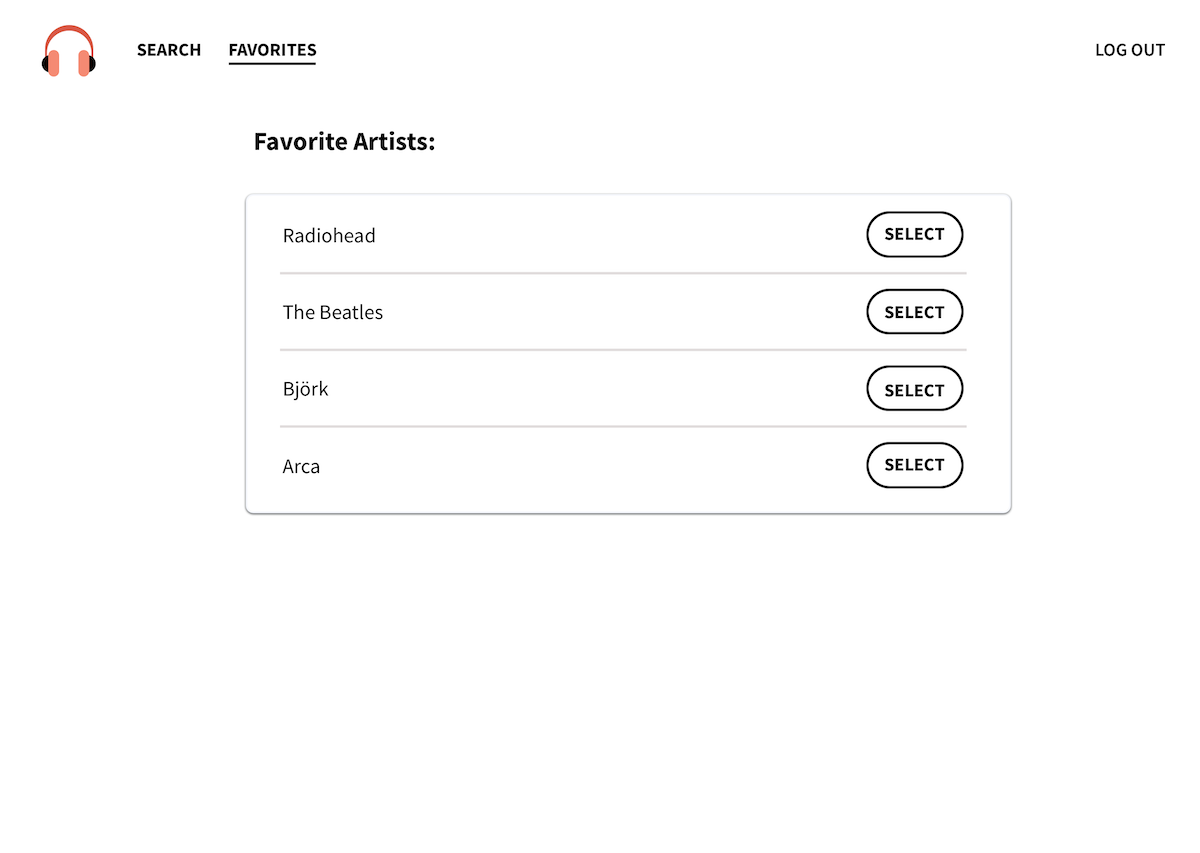 SEARCH FAVORITES LOG OUT
Favorite Artists:
Radiohead SELECT
The Beatles SELECT
Björk SELECT
Arca SELECT